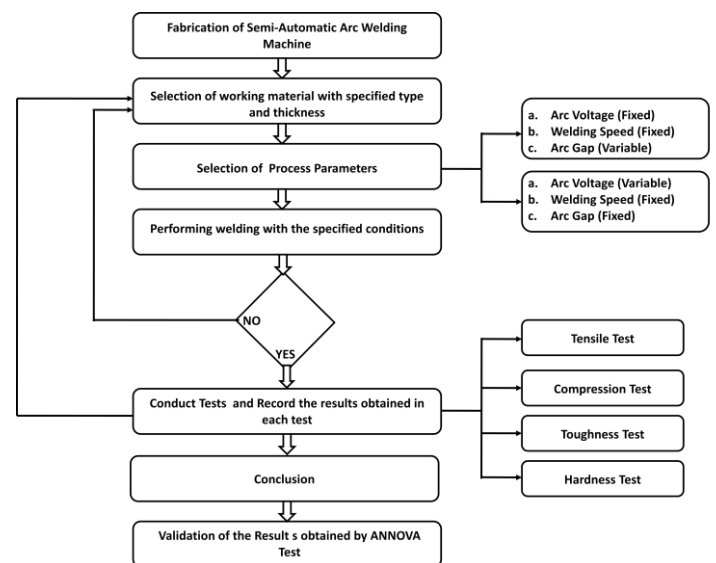 Fabrication of Semi-Automatic Arc Welding
Machine
Selection of working material with specified type
and thickness
Selection of  Process Parameters
a. Arc Voltage (Fixed)
b. Welding Speed (Fixed)
c. Arc Gap (Variable)
a. Arc Voltage (Variable)
b. Welding Speed (Fixed)
c. Arc Gap (Fixed)
Performing welding with the specified conditions
NO
YES
Conduct Tests  and Record the results obtained in
each test
Tensile Test
Compression Test
Toughness Test
Hardness Test
Conclusion
Validation of the Result s obtained by ANNOVA
Test